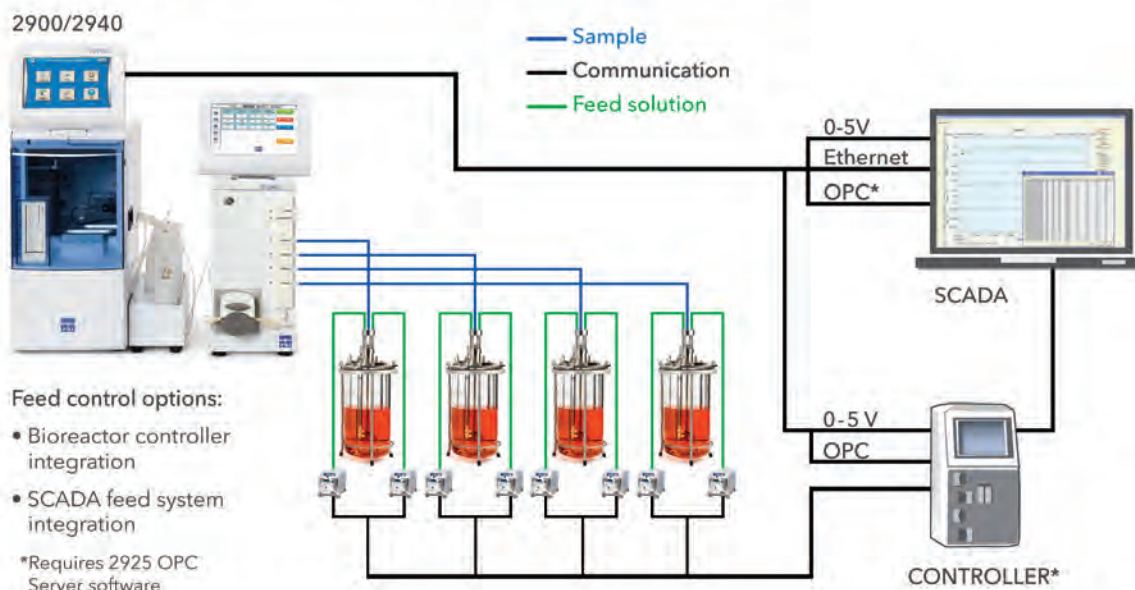 2900/2940
Sample
Communication
Feed solution
0-5V
Ethernet
OPC*
SCADA
Feed control options:
• Bioreactor controller
integration
• SCADA feed system
integration
*Requires 2925 OPC
Server software
0-5 V
OPC
CONTROLLER*